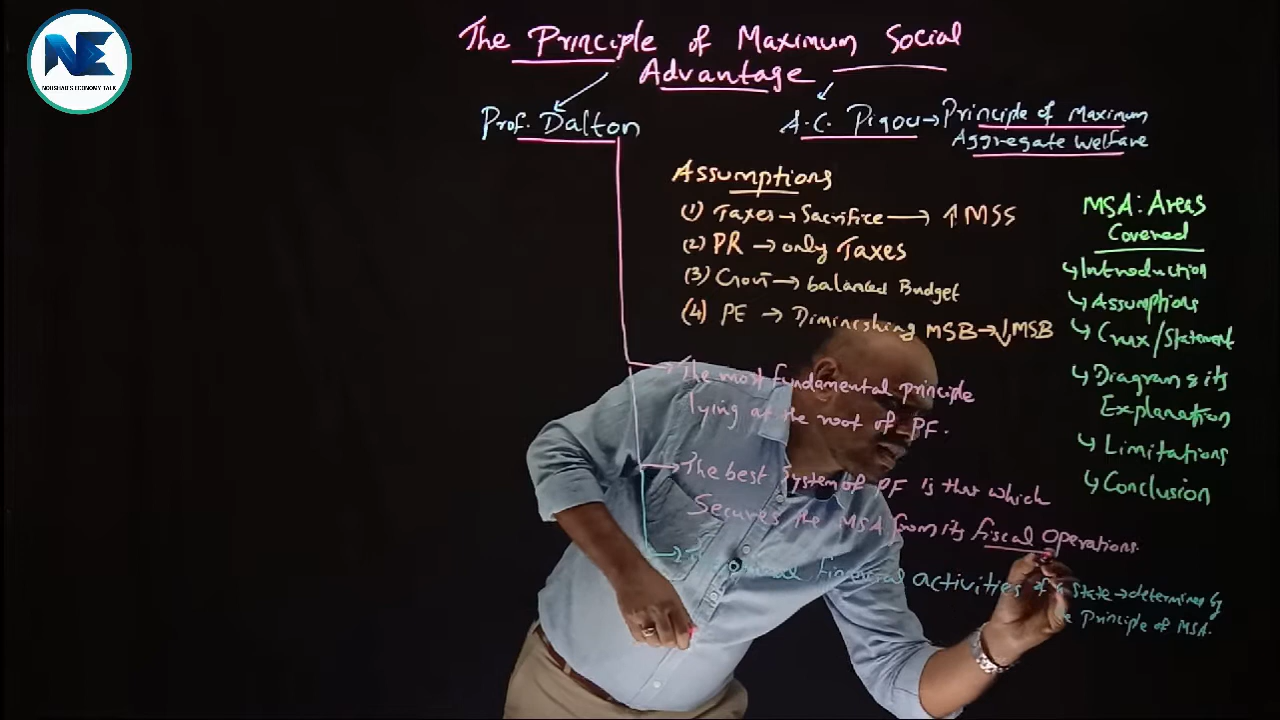 NE
NOUSHAD'S ECONOMY TALK
The Principle of Maximum Social
Advantage
Prof. Dalton
A.C. Pigou → Principle of Maximum
Aggregate Welfare
Assumptions
(1) Taxes → Sacrifice → ↑ MSS
(2) PR → only Taxes
(3) Govt → balanced Budget
(4) PE → Diminishing MSB → ↓ MSB
The most fundamental principle
lying at the root of PF.
The best System of PF is that which
Secures the MSA from its fiscal Operations.
financial activities of a State → determined by
Principle of MSA.
MSA: Areas
Covered
↳ Introduction
↳ Assumptions
↳ Crux/Statement
↳ Diagram & its
Explanation
↳ Limitations
↳ Conclusion